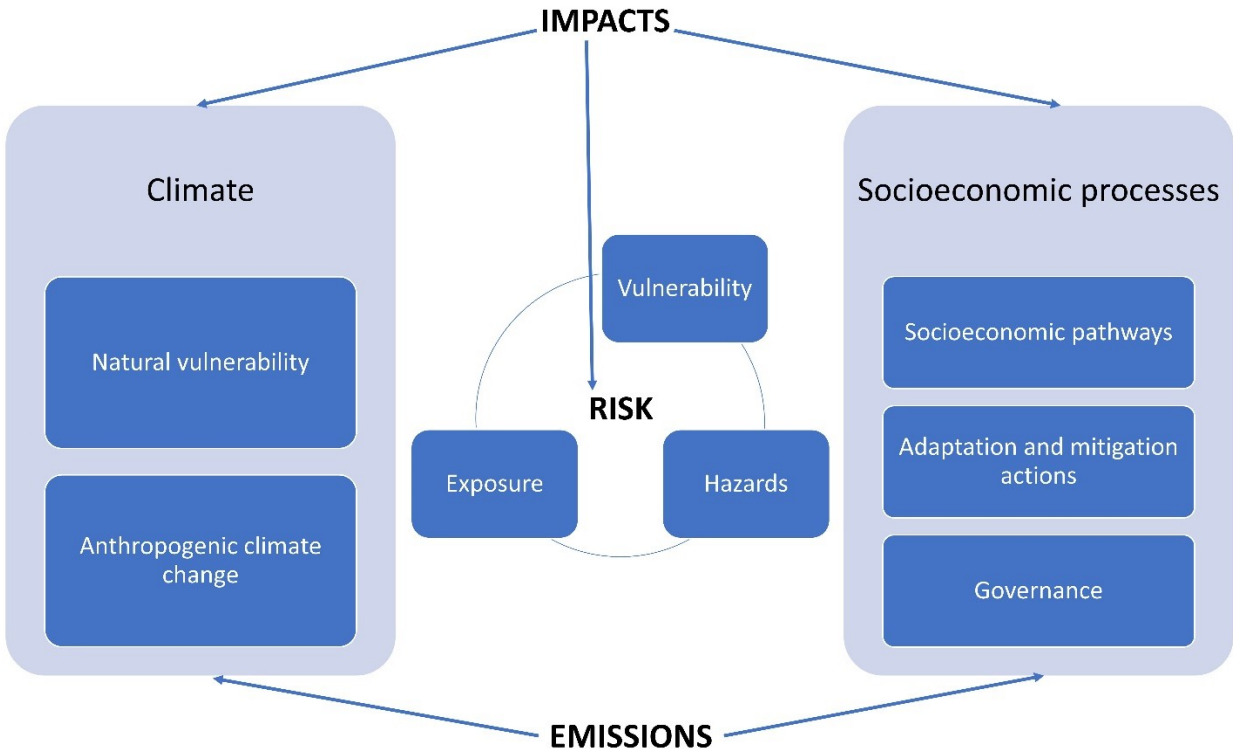 IMPACTS
Climate
Natural vulnerability
Anthropogenic climate
change
Vulnerability
RISK
Exposure
Hazards
Socioeconomic processes
Socioeconomic pathways
Adaptation and mitigation
actions
Governance
EMISSIONS